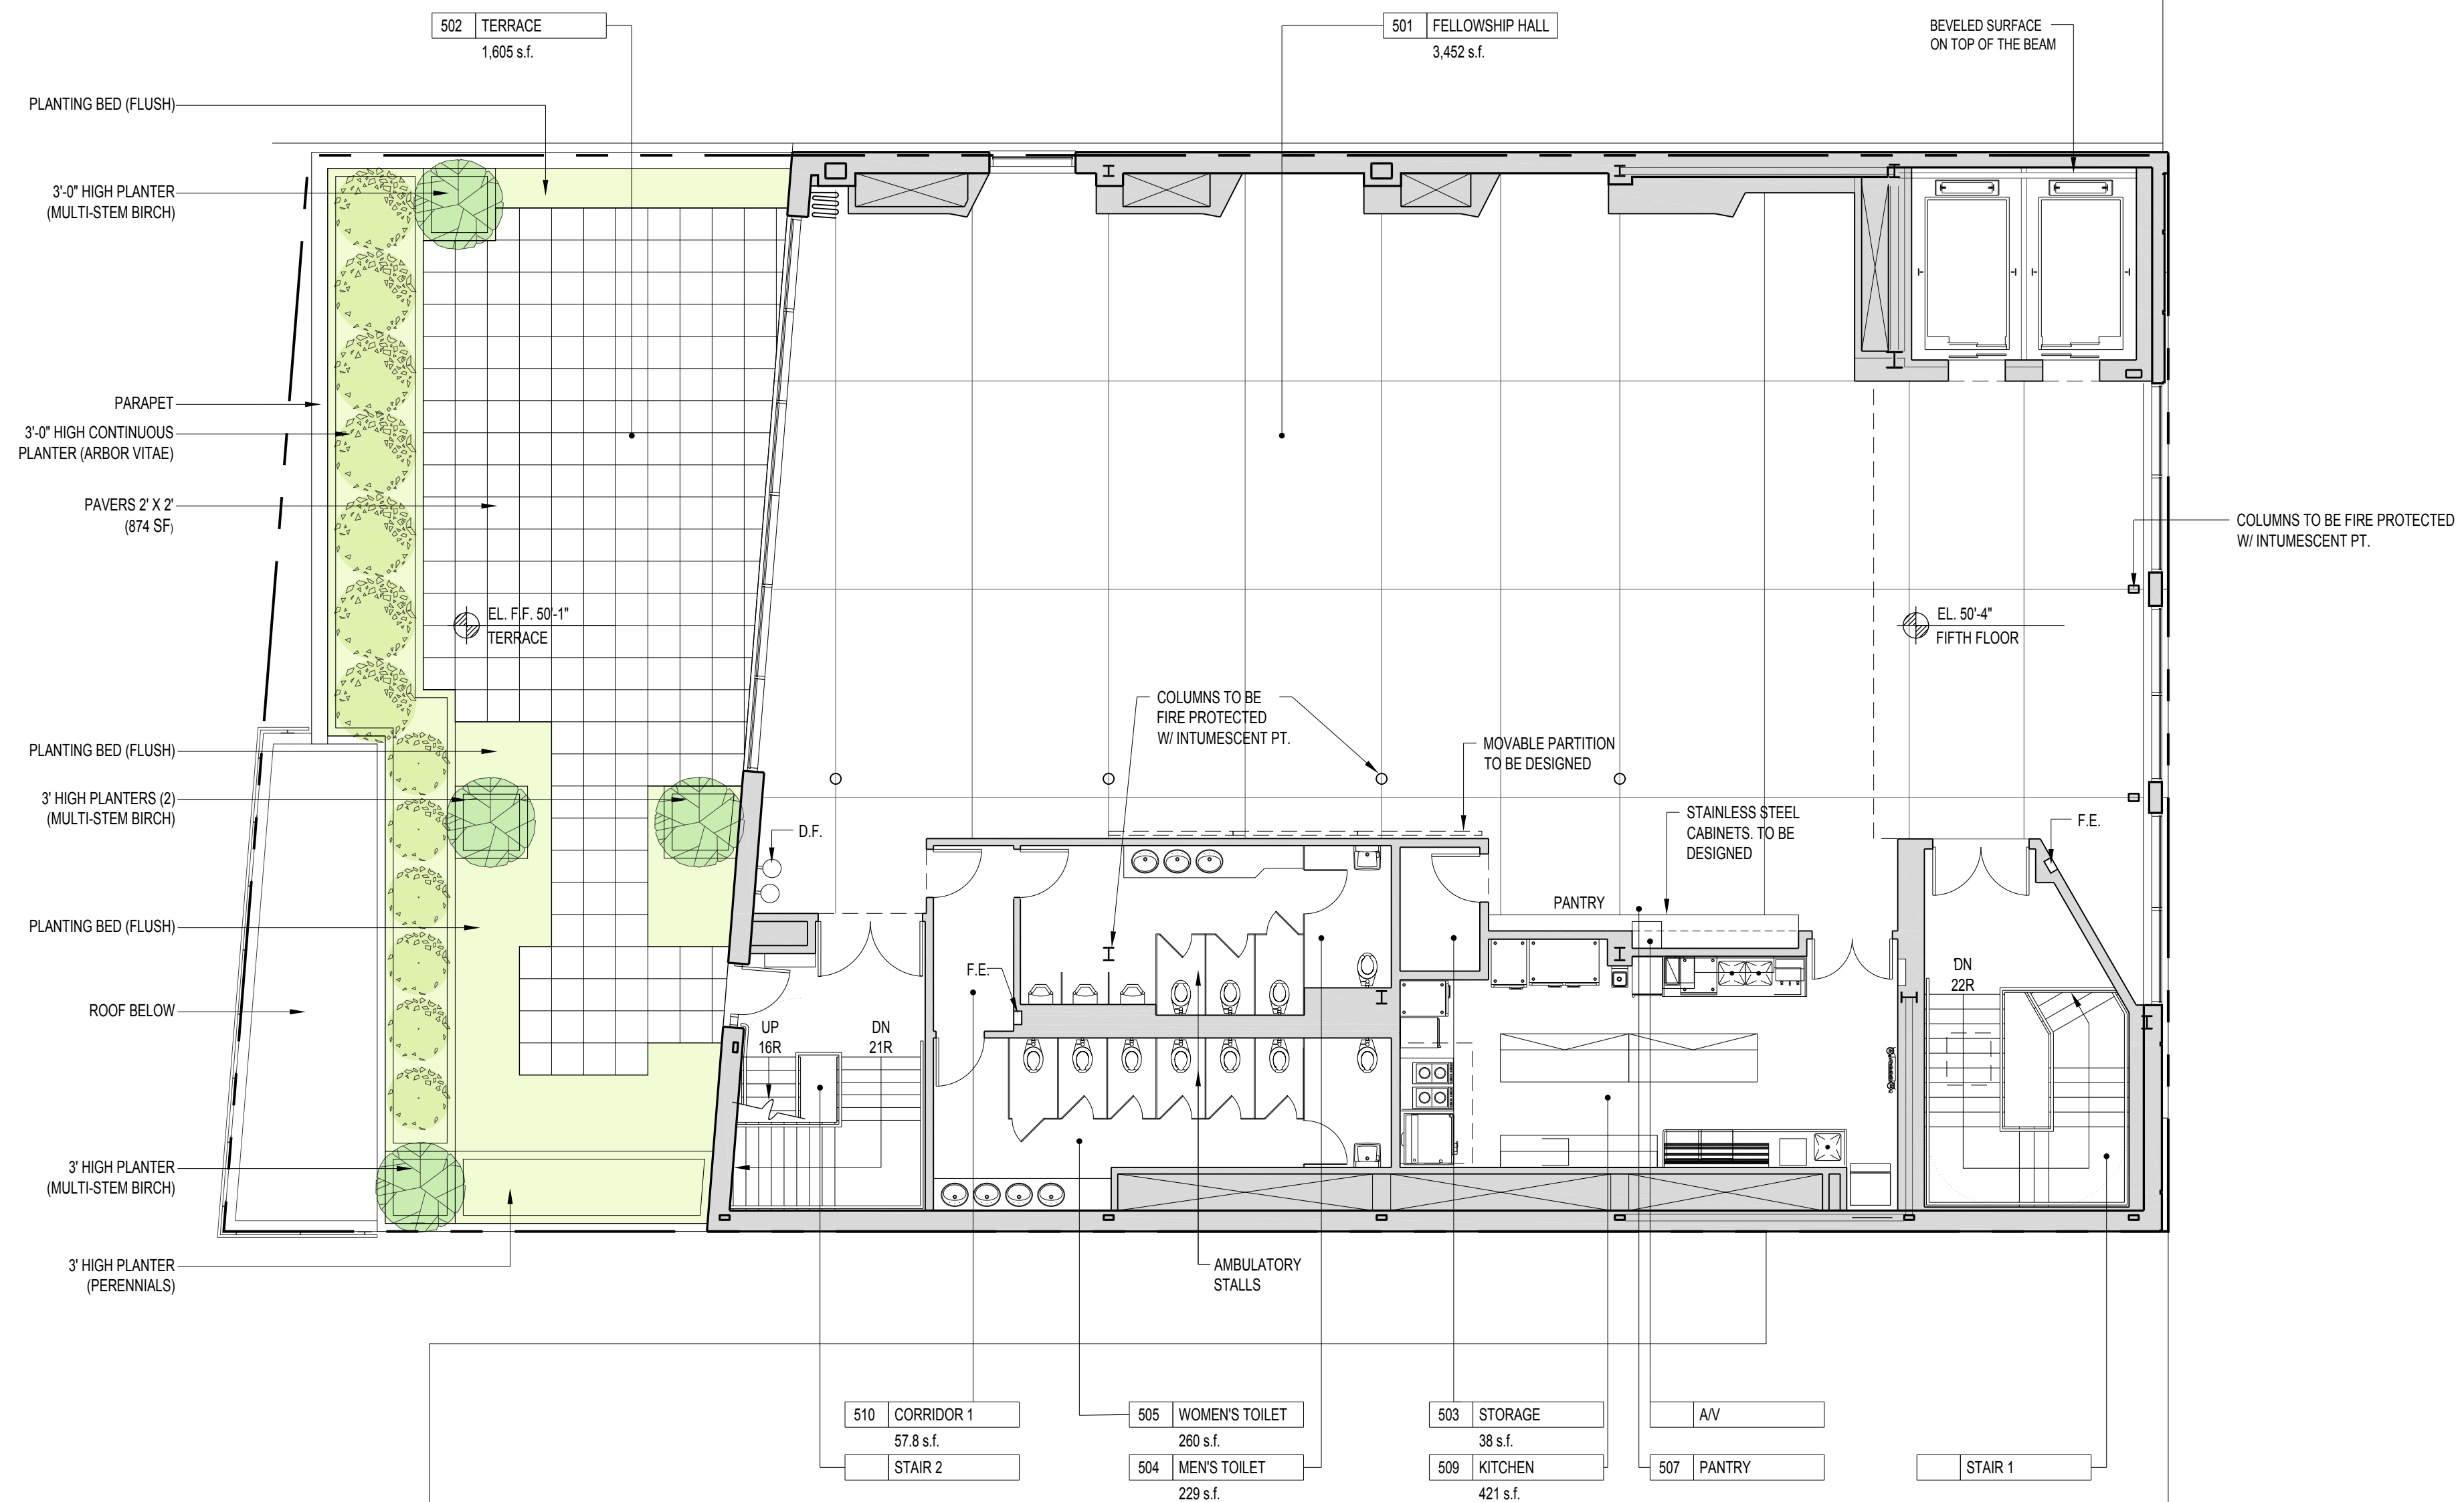 502 TERRACE
1,605 s.f.
501 FELLOWSHIP HALL
3,452 s.f.
BEVELED SURFACE
ON TOP OF THE BEAM
PLANTING BED (FLUSH)
3'-0" HIGH PLANTER
(MULTI-STEM BIRCH)
PARAPET
3'-0" HIGH CONTINUOUS
PLANTER (ARBOR VITAE)
PAVERS 2' X 2'
(874 SF)
COLUMNS TO BE FIRE PROTECTED
W/ INTUMESCENT PT.
EL. F.F. 50'-1"
TERRACE
EL. 50'-4"
FIFTH FLOOR
COLUMNS TO BE
FIRE PROTECTED
W/ INTUMESCENT PT.
MOVABLE PARTITION
TO BE DESIGNED
PLANTING BED (FLUSH)
3' HIGH PLANTERS (2)
(MULTI-STEM BIRCH)
STAINLESS STEEL
CABINETS. TO BE
DESIGNED
D.F.
F.E.
PANTRY
PLANTING BED (FLUSH)
F.E.
DN
22R
ROOF BELOW
UP
16R
DN
21R
3' HIGH PLANTER
(MULTI-STEM BIRCH)
3' HIGH PLANTER
(PERENNIALS)
AMBULATORY
STALLS
510 CORRIDOR 1
57.8 s.f.
STAIR 2
505 WOMEN'S TOILET
260 s.f.
504 MEN'S TOILET
229 s.f.
503 STORAGE
38 s.f.
509 KITCHEN
421 s.f.
A/V
507 PANTRY
STAIR 1